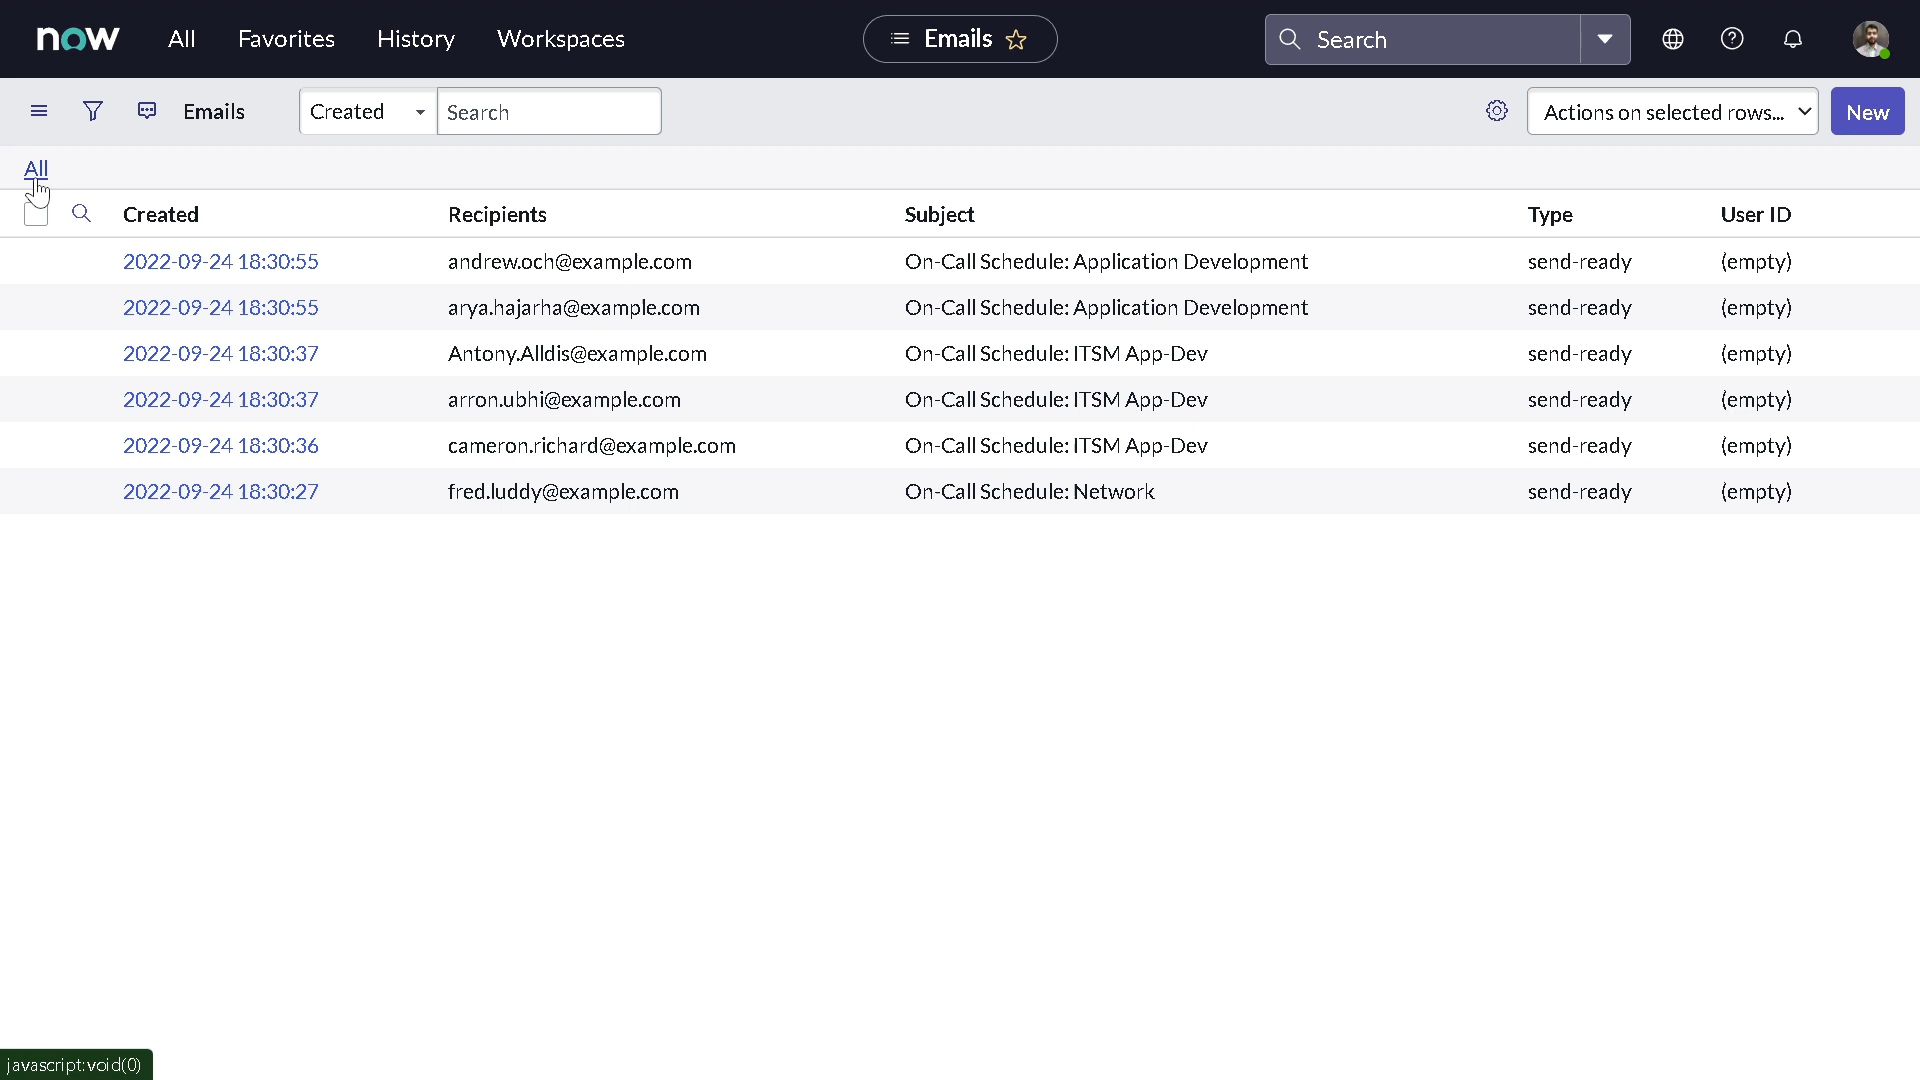 now All Favorites History Workspaces Emails Search
Emails Created Search Actions on selected rows... New
All
Created Recipients Subject Type User ID
2022-09-24 18:30:55 andrew.och@example.com On-Call Schedule: Application Development send-ready (empty)
2022-09-24 18:30:55 arya.hajarha@example.com On-Call Schedule: Application Development send-ready (empty)
2022-09-24 18:30:37 Antony.Alldis@example.com On-Call Schedule: ITSM App-Dev send-ready (empty)
2022-09-24 18:30:37 arron.ubhi@example.com On-Call Schedule: ITSM App-Dev send-ready (empty)
2022-09-24 18:30:36 cameron.richard@example.com On-Call Schedule: ITSM App-Dev send-ready (empty)
2022-09-24 18:30:27 fred.luddy@example.com On-Call Schedule: Network send-ready (empty)
javascript:void(0)